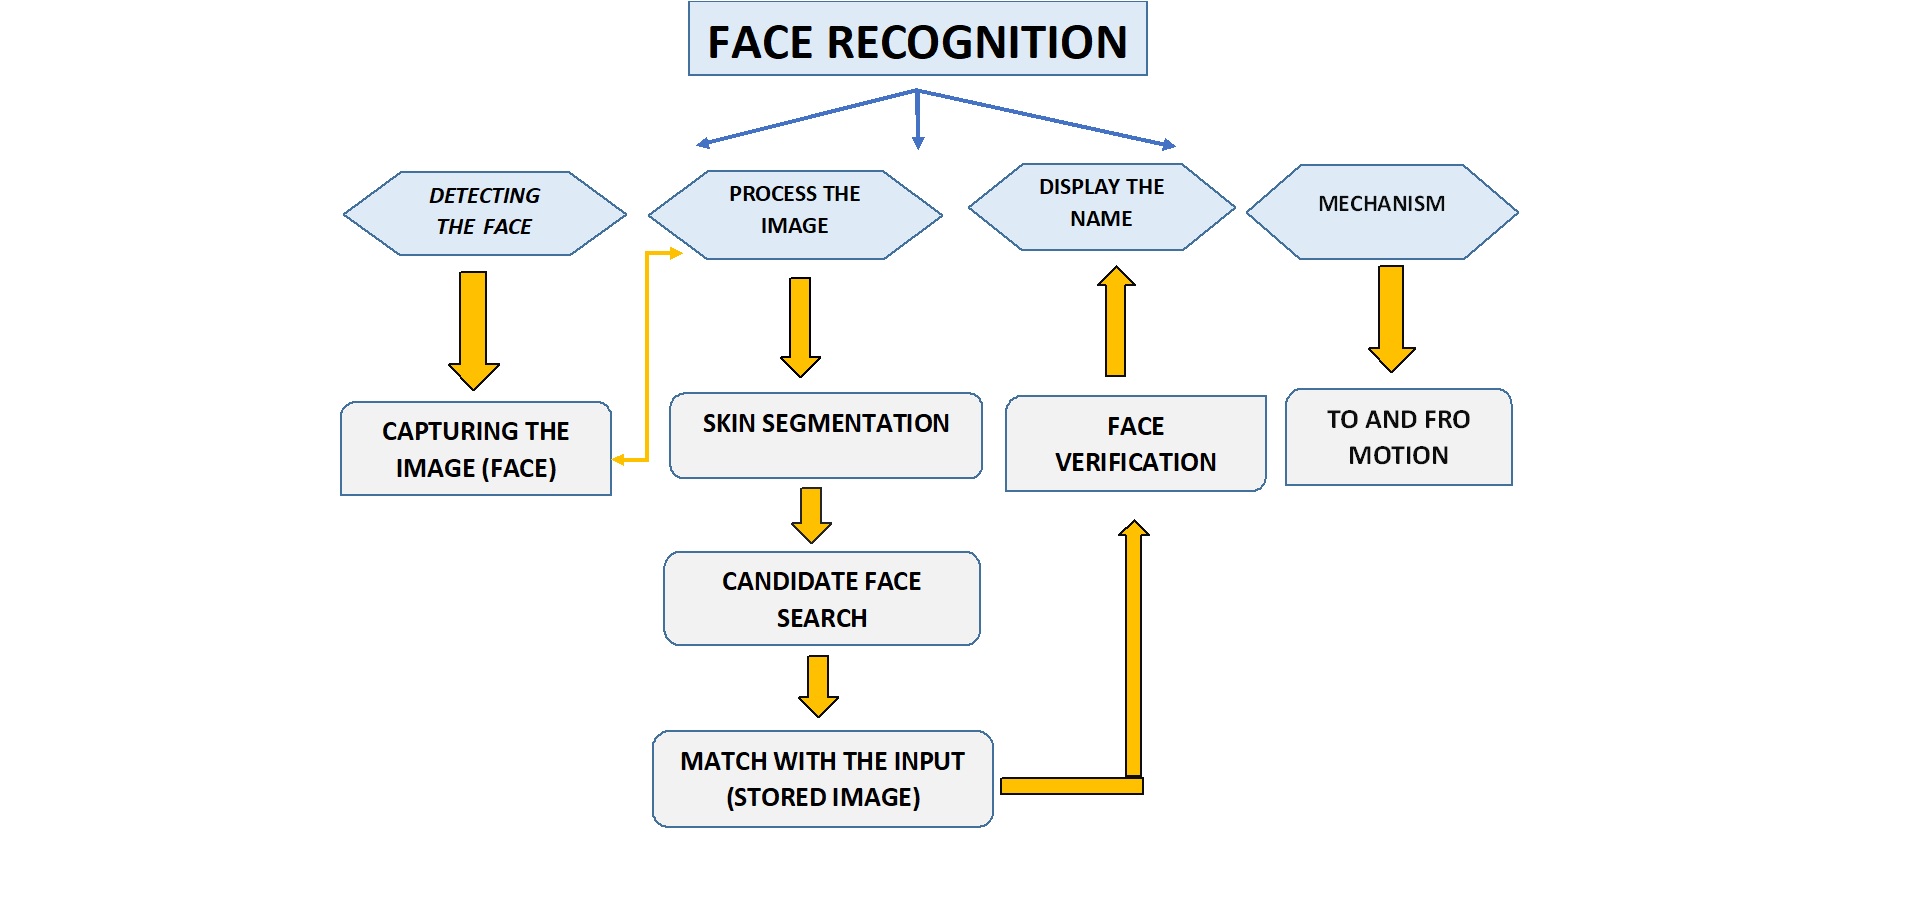 FACE RECOGNITION
DETECTING
THE FACE
PROCESS THE
IMAGE
DISPLAY THE
NAME
MECHANISM
CAPTURING THE
IMAGE (FACE)
SKIN SEGMENTATION
FACE
VERIFICATION
TO AND FRO
MOTION
CANDIDATE FACE
SEARCH
MATCH WITH THE INPUT
(STORED IMAGE)